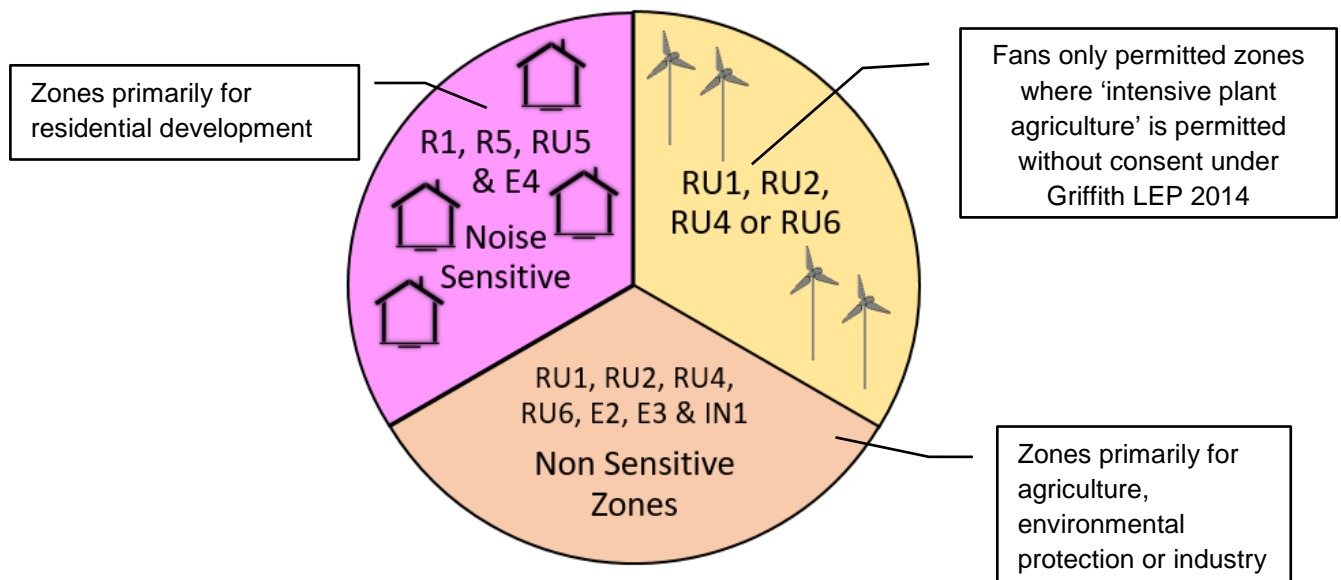 Zones primarily for
residential development
R1, R5, RU5
& E4
Noise
Sensitive
Fans only permitted zones
where ‘intensive plant
agriculture’ is permitted
without consent under
Griffith LEP 2014
RU1, RU2,
RU4 or RU6
RU1, RU2, RU4,
RU6, E2, E3 & IN1
Non Sensitive
Zones
Zones primarily for
agriculture,
environmental
protection or industry